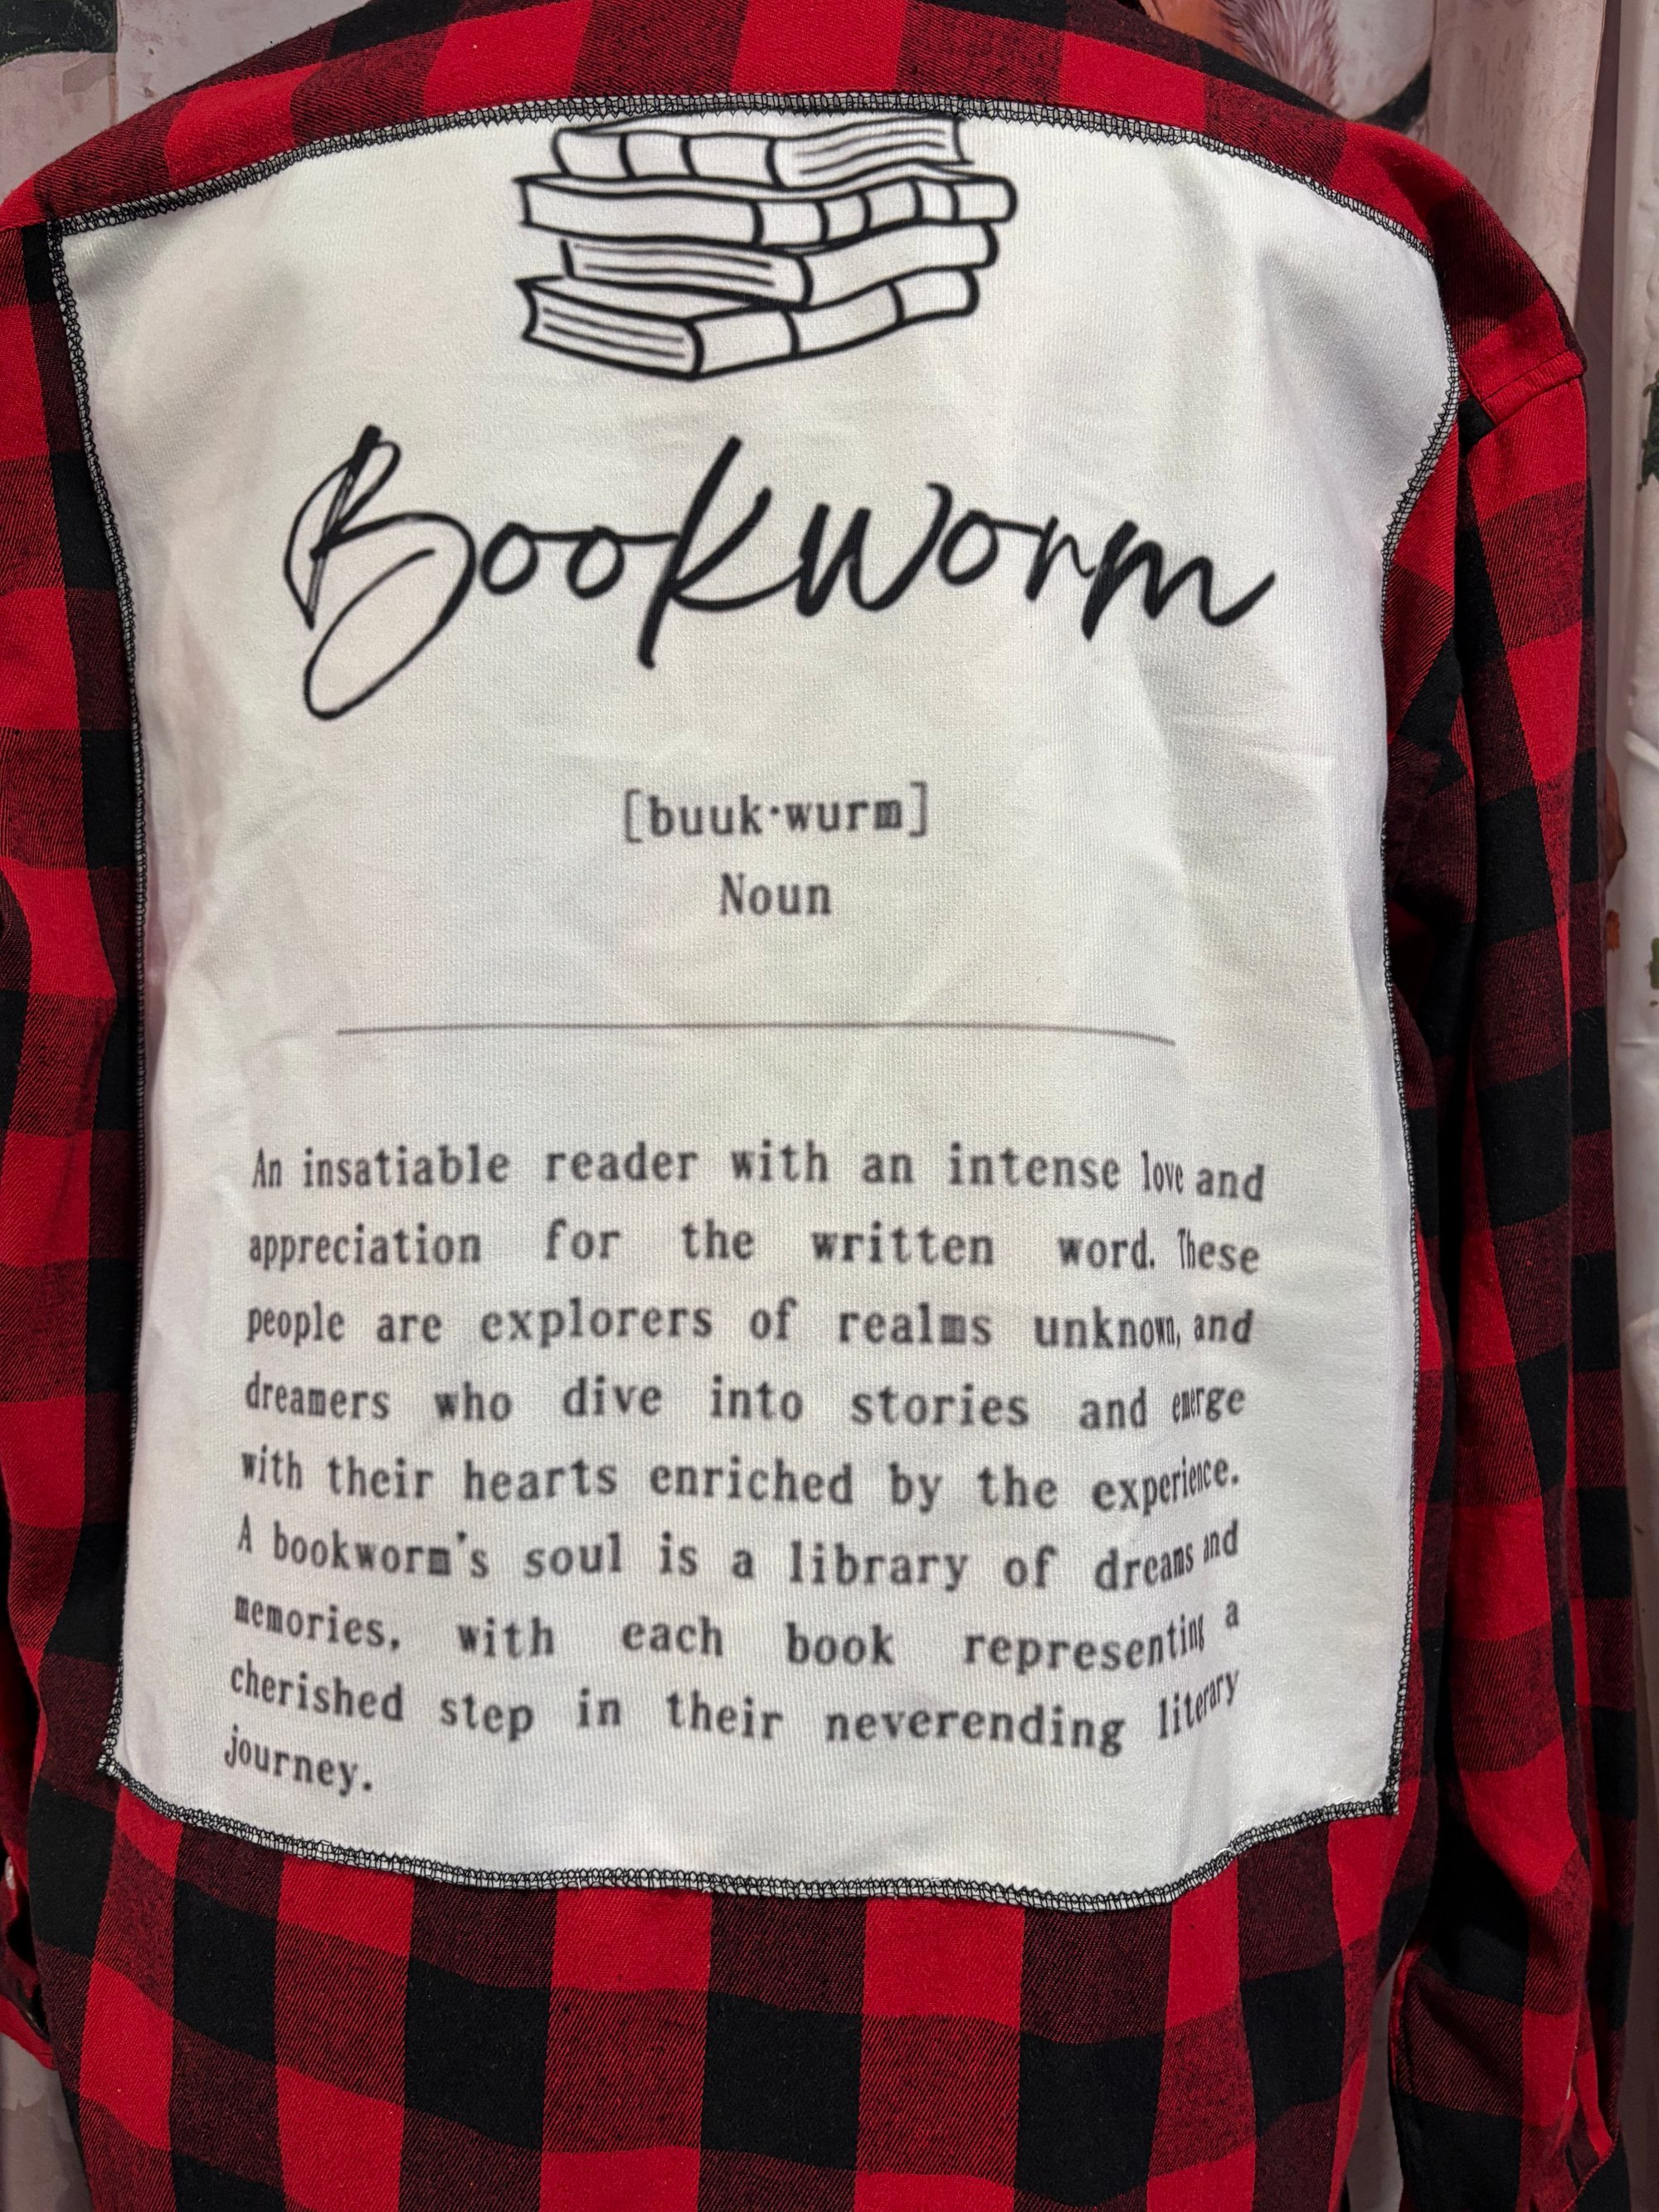 Bookworm
[buuk·wurm]
Noun
An insatiable reader with an intense love and
appreciation for the written word. These
people are explorers of realms unknown, and
dreamers who dive into stories and emerge
with their hearts enriched by the experience.
A bookworm's soul is a library of dreams and
memories, with each book representing a
cherished step in their neverending literary
journey.